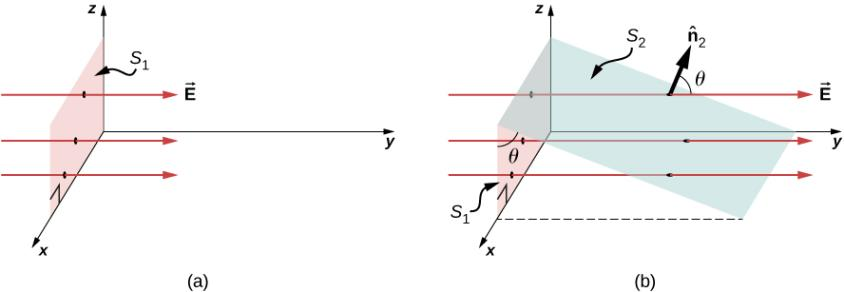 z
S₁
E⃗
y
x
(a)
z
S₂
n̂₂
θ
E⃗
y
θ
S₁
x
(b)